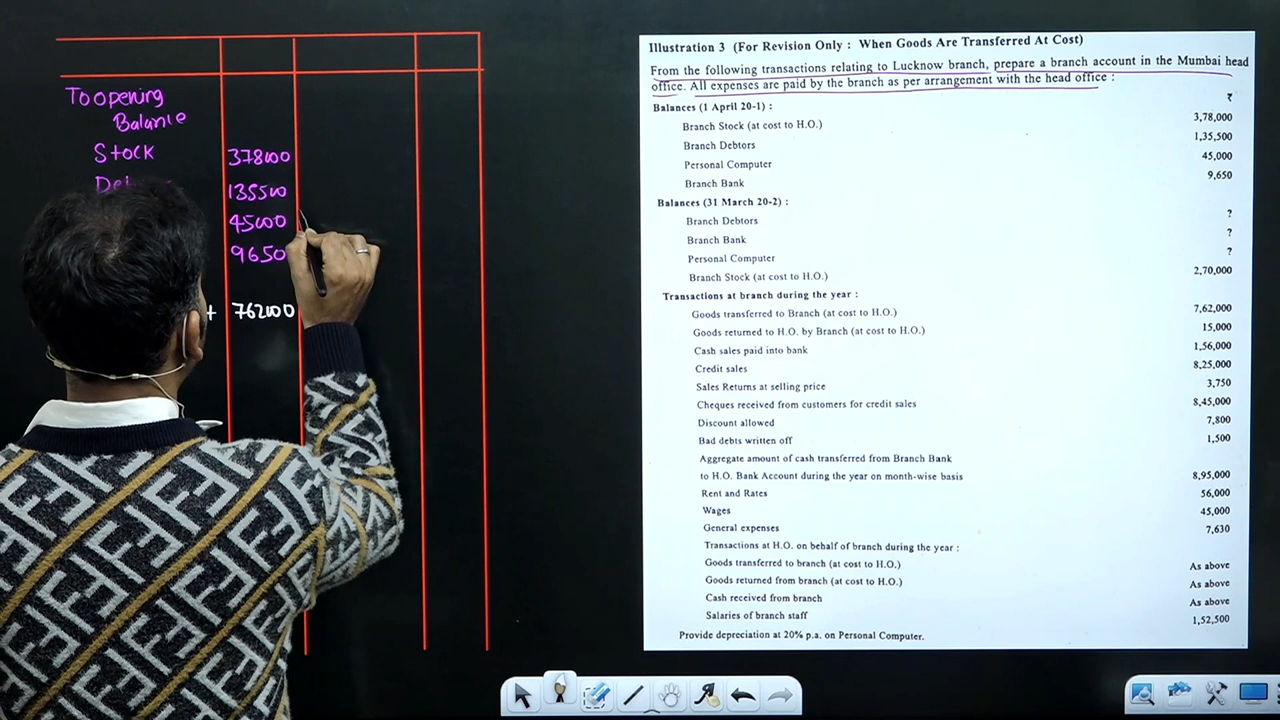 To opening
Balance
Stock 378000
135500
45000
9650
+ 762000
Illustration 3 (For Revision Only : When Goods Are Transferred At Cost)
From the following transactions relating to Lucknow branch, prepare a branch account in the Mumbai head
office. All expenses are paid by the branch as per arrangement with the head office :
Balances (1 April 20-1) : ₹
Branch Stock (at cost to H.O.) 3,78,000
Branch Debtors 1,35,500
Personal Computer 45,000
Branch Bank 9,650
Balances (31 March 20-2) :
Branch Debtors ?
Branch Bank ?
Personal Computer ?
Branch Stock (at cost to H.O.) 2,70,000
Transactions at branch during the year :
Goods transferred to Branch (at cost to H.O.) 7,62,000
Goods returned to H.O. by Branch (at cost to H.O.) 15,000
Cash sales paid into bank 1,56,000
Credit sales 8,25,000
Sales Returns at selling price 3,750
Cheques received from customers for credit sales 8,45,000
Discount allowed 7,800
Bad debts written off 1,500
Aggregate amount of cash transferred from Branch Bank
to H.O. Bank Account during the year on month-wise basis 8,95,000
Rent and Rates 56,000
Wages 45,000
General expenses 7,630
Transactions at H.O. on behalf of branch during the year :
Goods transferred to branch (at cost to H.O.) As above
Goods returned from branch (at cost to H.O.) As above
Cash received from branch As above
Salaries of branch staff 1,52,500
Provide depreciation at 20% p.a. on Personal Computer.